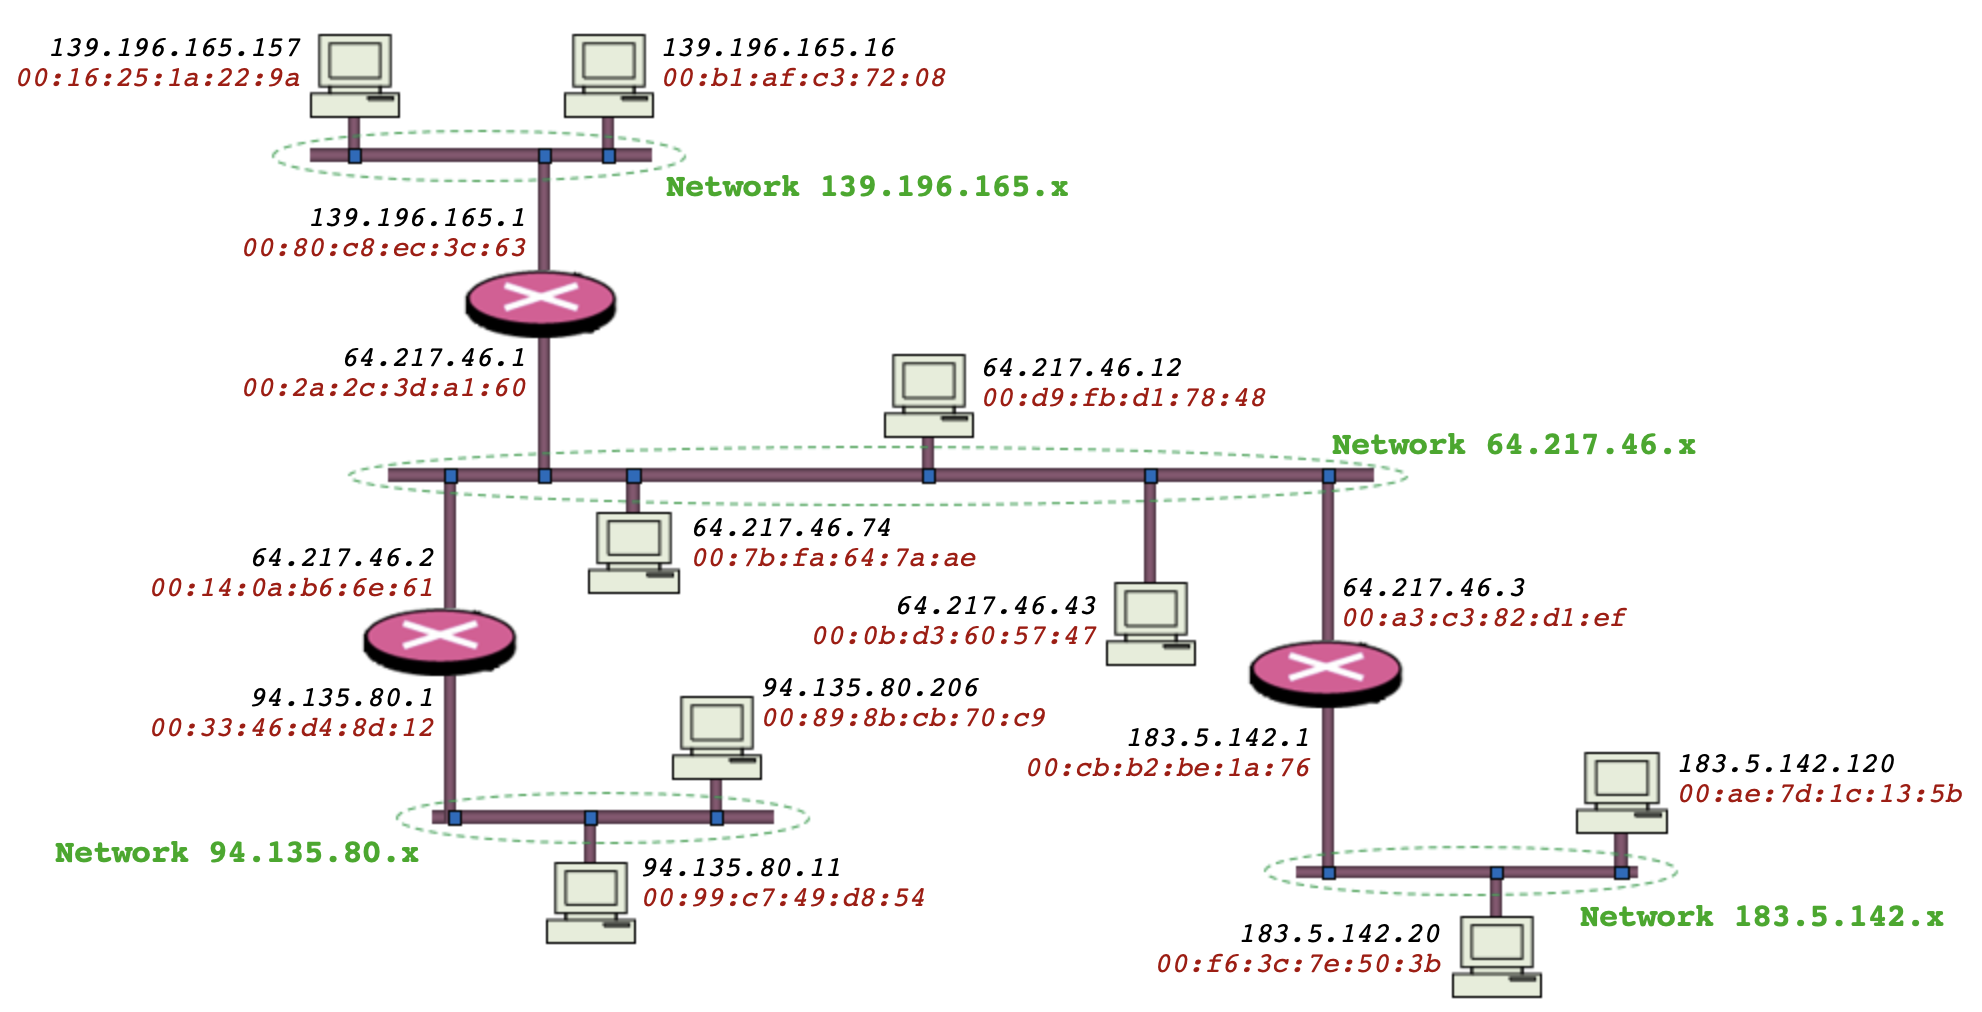 139.196.165.157
00:16:25:1a:22:9a
139.196.165.16
00:b1:af:c3:72:08
Network 139.196.165.x
139.196.165.1
00:80:c8:ec:3c:63
64.217.46.1
00:2a:2c:3d:a1:60
64.217.46.12
00:d9:fb:d1:78:48
Network 64.217.46.x
64.217.46.74
00:7b:fa:64:7a:ae
64.217.46.2
00:14:0a:b6:6e:61
64.217.46.43
00:0b:d3:60:57:47
64.217.46.3
00:a3:c3:82:d1:ef
94.135.80.1
00:33:46:d4:8d:12
94.135.80.206
00:89:8b:cb:70:c9
183.5.142.1
00:cb:b2:be:1a:76
183.5.142.120
00:ae:7d:1c:13:5b
Network 94.135.80.x
94.135.80.11
00:99:c7:49:d8:54
Network 183.5.142.x
183.5.142.20
00:f6:3c:7e:50:3b